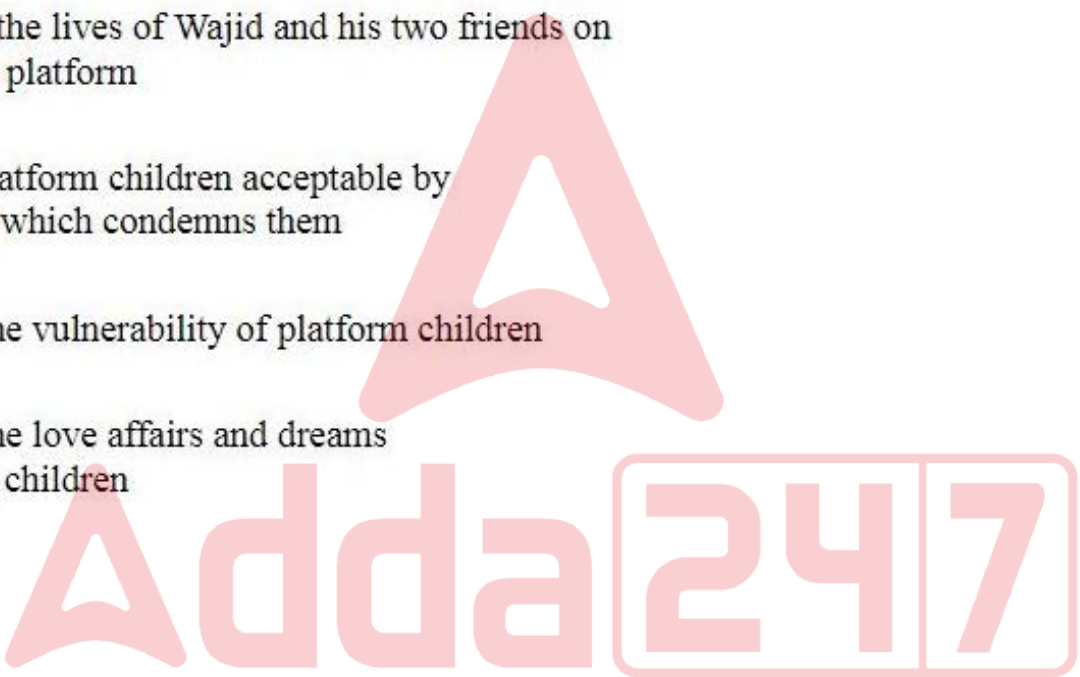 the lives of Wajid and his two friends on
platform
atform children acceptable by
which condemns them
he vulnerability of platform children
he love affairs and dreams
children
Adda247